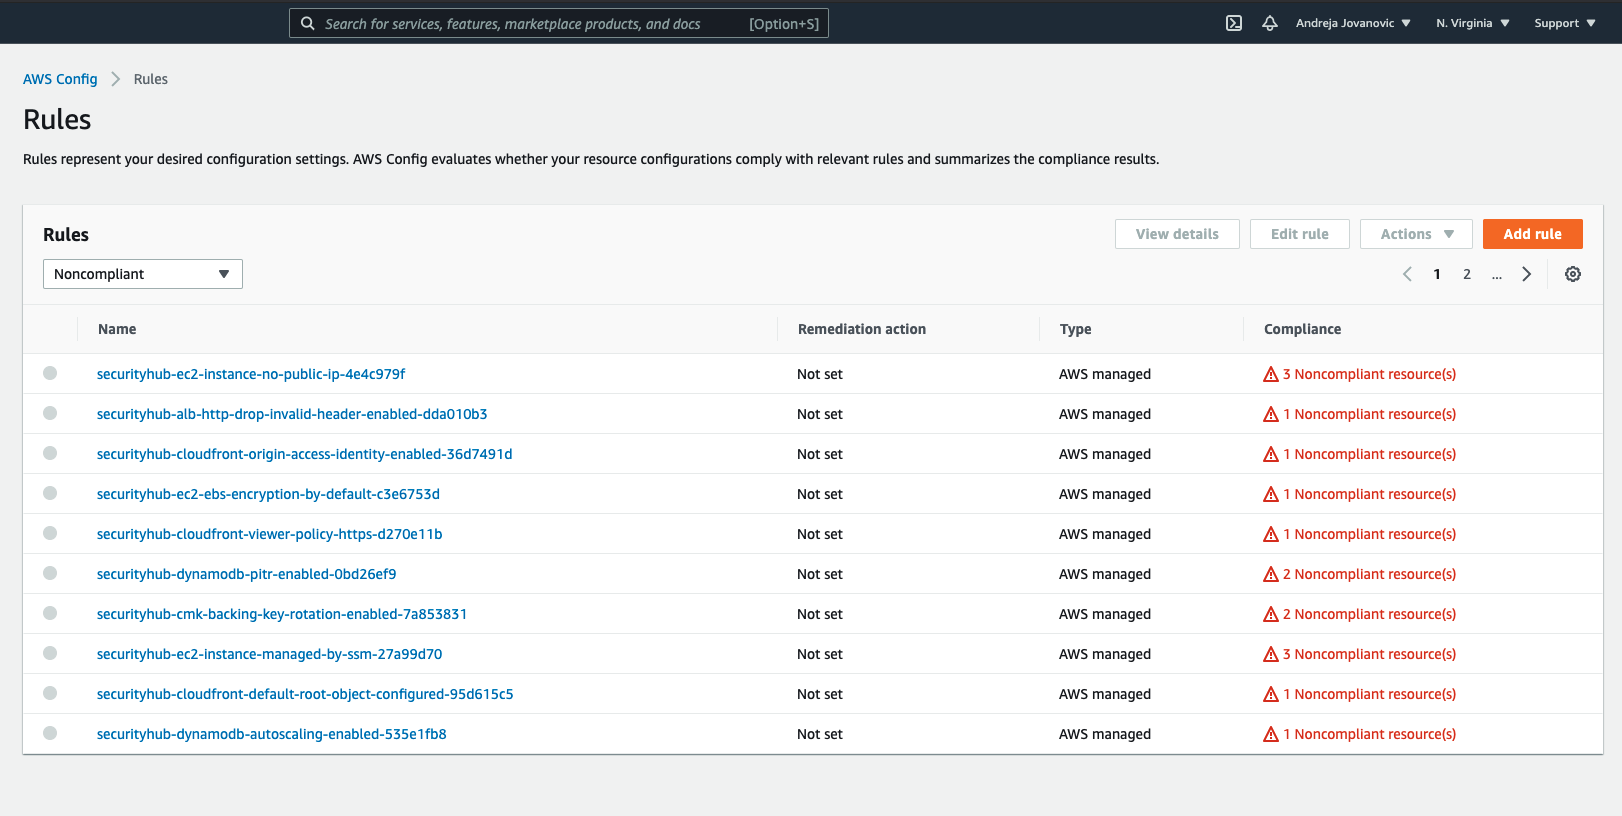 Search for services, features, marketplace products, and docs [Option+S] Andreja Jovanovic N. Virginia Support
AWS Config Rules
Rules
Rules represent your desired configuration settings. AWS Config evaluates whether your resource configurations comply with relevant rules and summarizes the compliance results.
Rules View details Edit rule Actions Add rule
Noncompliant 1 2 ...
Name Remediation action Type Compliance
securityhub-ec2-instance-no-public-ip-4e4c979f Not set AWS managed 3 Noncompliant resource(s)
securityhub-alb-http-drop-invalid-header-enabled-dda010b3 Not set AWS managed 1 Noncompliant resource(s)
securityhub-cloudfront-origin-access-identity-enabled-36d7491d Not set AWS managed 1 Noncompliant resource(s)
securityhub-ec2-ebs-encryption-by-default-c3e6753d Not set AWS managed 1 Noncompliant resource(s)
securityhub-cloudfront-viewer-policy-https-d270e11b Not set AWS managed 1 Noncompliant resource(s)
securityhub-dynamodb-pitr-enabled-0bd26ef9 Not set AWS managed 2 Noncompliant resource(s)
securityhub-cmk-backing-key-rotation-enabled-7a853831 Not set AWS managed 2 Noncompliant resource(s)
securityhub-ec2-instance-managed-by-ssm-27a99d70 Not set AWS managed 3 Noncompliant resource(s)
securityhub-cloudfront-default-root-object-configured-95d615c5 Not set AWS managed 1 Noncompliant resource(s)
securityhub-dynamodb-autoscaling-enabled-535e1fb8 Not set AWS managed 1 Noncompliant resource(s)